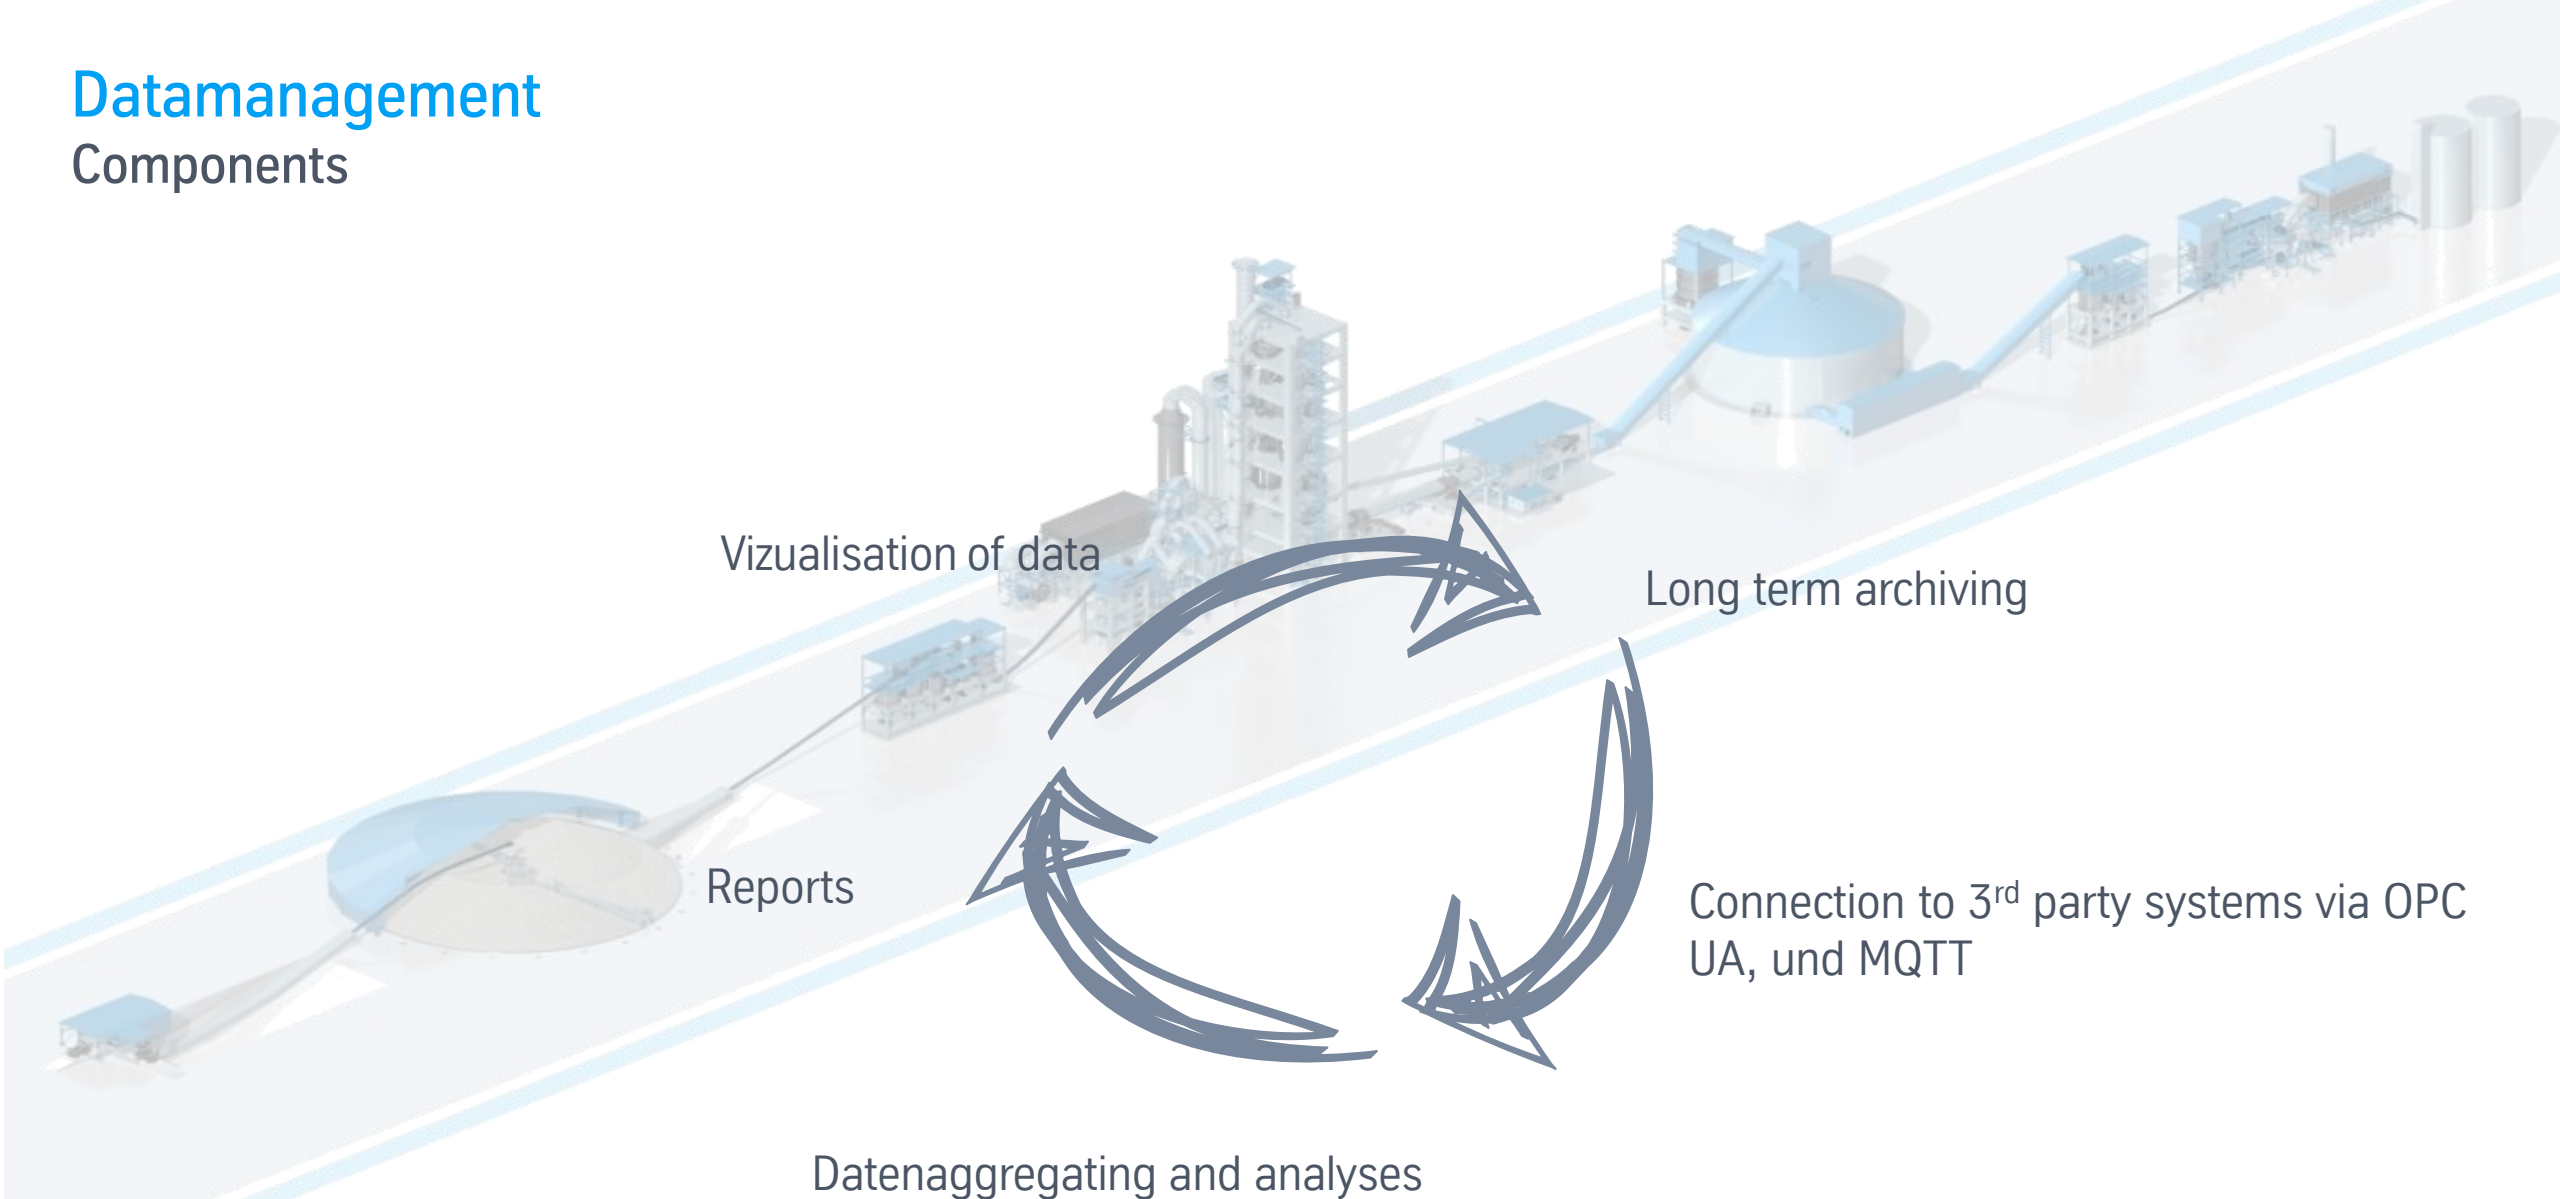 Datamanagement
Components
Vizualisation of data
Long term archiving
Reports
Connection to 3rd party systems via OPC
UA, und MQTT
Datenaggregating and analyses